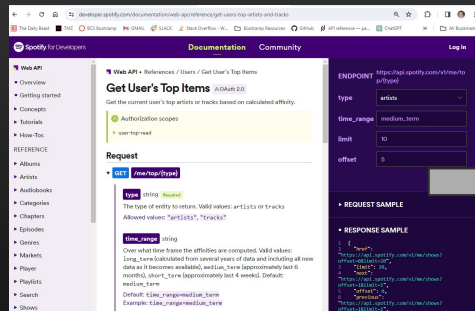 developer.spotify.com/documentation/web-api/reference/get-users-top-artists-and-tracks
The Daily Beast TMZ BCS Bootcamp M GMAIL SLACK Stack Overflow - W... Bootcamp Resources GitHub API reference — pa... ChatGPT » All Bookmarks
Spotify for Developers
Documentation
Community
Log in
Web API
• Overview
• Getting started
Concepts
Tutorials
How-Tos
REFERENCE
Albums
Artists
Audiobooks
Categories
Chapters
Episodes
Genres
Markets
Player
Playlists
Search
Shows
Web API • References / Users / Get User's Top Items
Get User's Top Items OAuth 2.0
Get the current user's top artists or tracks based on calculated affinity.
Authorization scopes
user-top-read
Request
GET /me/top/{type}
type string Required
The type of entity to return. Valid values: artists or tracks
Allowed values: "artists", "tracks"
time_range string
Over what time frame the affinities are computed. Valid values:
long_term (calculated from several years of data and including all new
data as it becomes available), medium_term (approximately last 6
months), short_term (approximately last 4 weeks). Default:
medium_term
Default: time_range=medium_term
Example: time_range=medium_term
ENDPOINT https://api.spotify.com/v1/me/to
p/{type}
type artists
time_range medium_term
limit 10
offset 5
REQUEST SAMPLE
RESPONSE SAMPLE
1 {
2 "href":
"https://api.spotify.com/v1/me/shows?
offset=0&limit=20",
3 "limit": 20,
4 "next":
"https://api.spotify.com/v1/me/shows?
offset=1&limit=1",
5 "offset": 0,
6 "previous":
"https://api.spotify.com/v1/me/shows?
offset=1&limit=1",